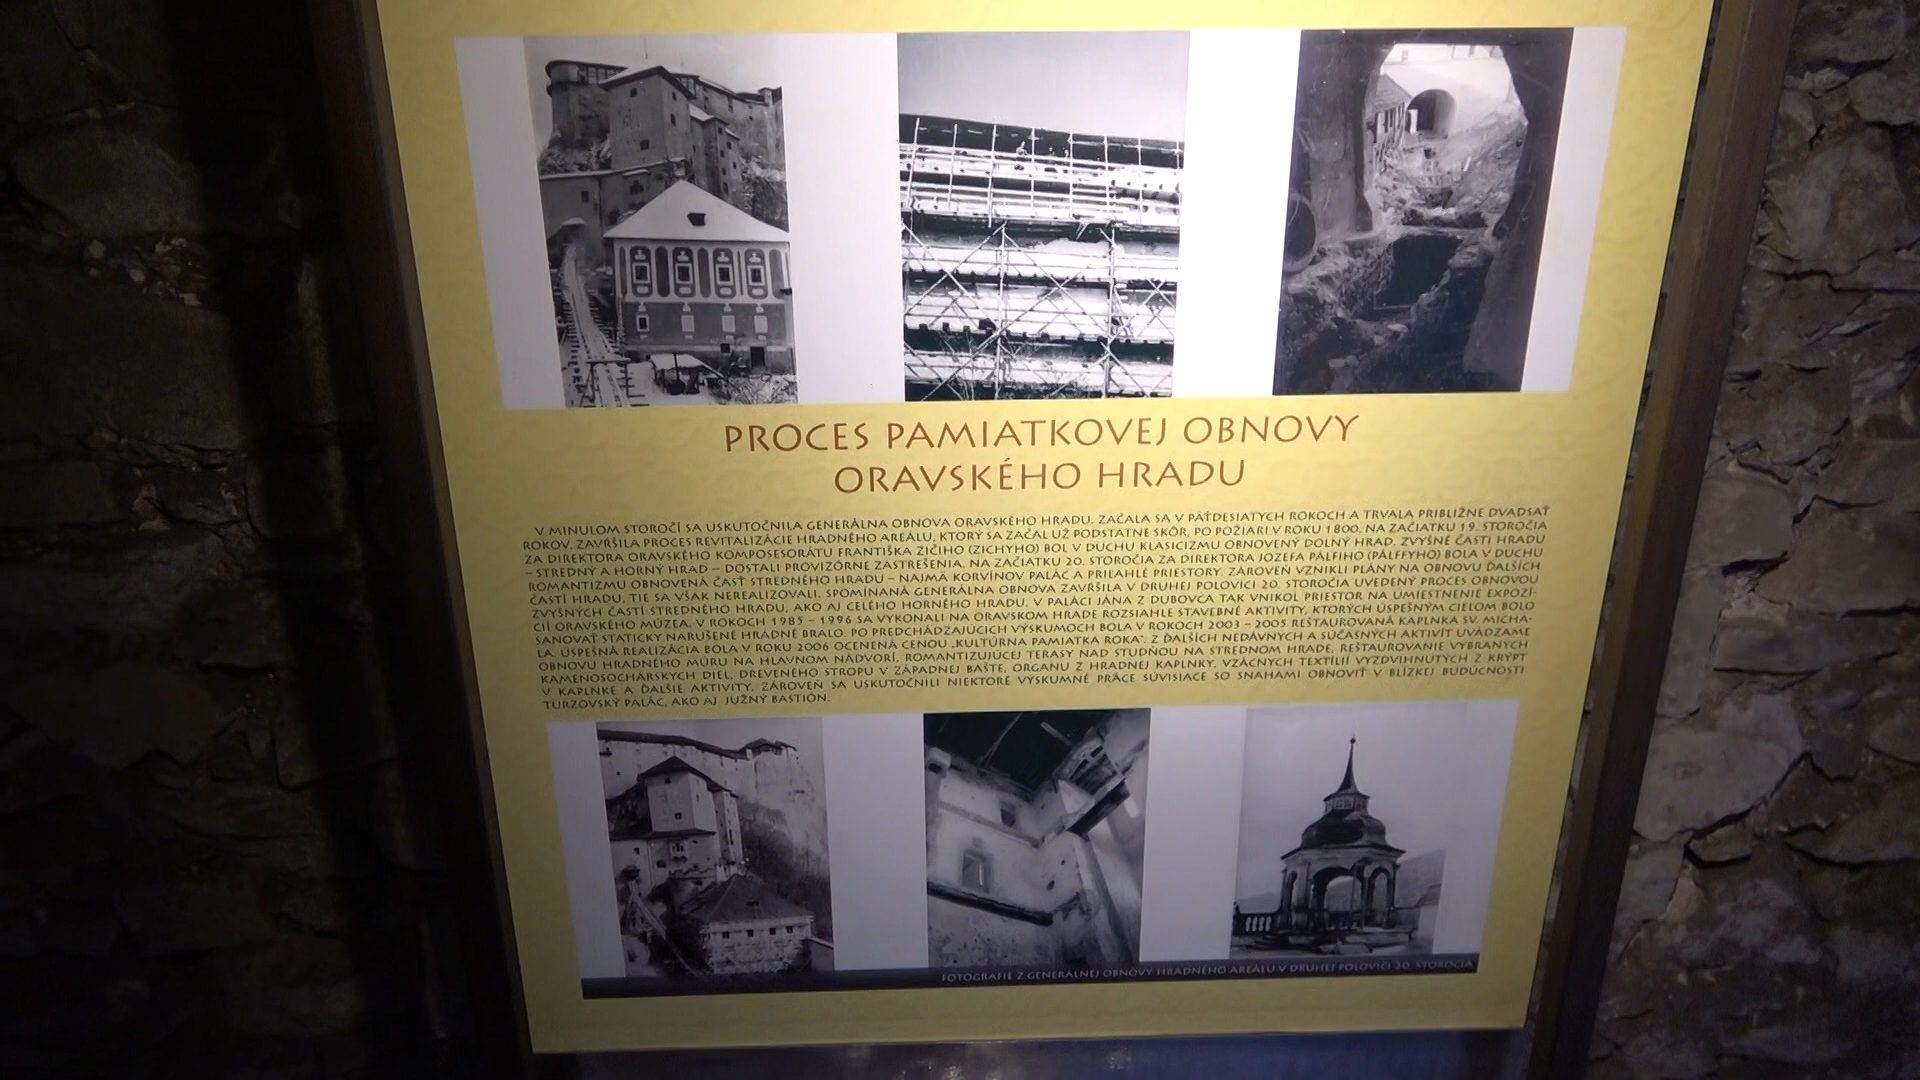 PROCES PAMIATKOVEJ OBNOVY
ORAVSKÉHO HRADU
V MINULOM STOROČÍ SA USKUTOČNILA GENERÁLNA OBNOVA ORAVSKÉHO HRADU. ZAČALA SA V PÄŤDESIATYCH ROKOCH A TRVALA PRIBLIŽNE DVADSAŤ
ROKOV. ZAVŔŠILA PROCES REVITALIZÁCIE HRADNÉHO AREÁLU, KTORÝ SA ZAČAL UŽ PODSTATNE SKÔR, PO POŽIARI V ROKU 1800. NA ZAČIATKU 19. STOROČIA
ZA DIREKTORA ORAVSKÉHO KOMPOSESORÁTU FRANTIŠKA ZIČIHO (ZICHYHO) BOL V DUCHU KLASICIZMU OBNOVENÝ DOLNÝ HRAD. ZVYŠNÉ ČASTI HRADU
– STREDNÝ A HORNÝ HRAD – DOSTALI PROVIZÓRNE ZASTREŠENIA. NA ZAČIATKU 20. STOROČIA ZA DIREKTORA JOZEFA PÁLFIHO (PÁLFFYHO) BOLA V DUCHU
ROMANTIZMU OBNOVENÁ ČASŤ STREDNÉHO HRADU – NAJMÄ KORVÍNOV PALÁC A PRIĽAHLÉ PRIESTORY. ZÁROVEŇ VZNIKLI PLÁNY NA OBNOVU ĎALŠÍCH
ČASTÍ HRADU, TIE SA VŠAK NEREALIZOVALI. SPOMÍNANÁ GENERÁLNA OBNOVA ZAVŔŠILA V DRUHEJ POLOVICI 20. STOROČIA UVEDENÝ PROCES OBNOVOU
ZVYŠNÝCH ČASTÍ STREDNÉHO HRADU, AKO AJ CELÉHO HORNÉHO HRADU. V PALÁCI JÁNA Z DUBOVCA TAK VNIKOL PRIESTOR NA UMIESTNENIE EXPOZÍ-
CIÍ ORAVSKÉHO MÚZEA. V ROKOCH 1985 – 1996 SA VYKONALI NA ORAVSKOM HRADE ROZSIAHLE STAVEBNÉ AKTIVITY, KTORÝCH ÚSPEŠNÝM CIEĽOM BOLO
SANOVAŤ STATICKY NARUŠENÉ HRADNÉ BRALO. PO PREDCHÁDZAJÚCICH VÝSKUMOCH BOLA V ROKOCH 2003 – 2005 REŠTAUROVANÁ KAPLNKA SV. MICHA-
LA. ÚSPEŠNÁ REALIZÁCIA BOLA V ROKU 2006 OCENENÁ CENOU „KULTÚRNA PAMIATKA ROKA". Z ĎALŠÍCH NEDÁVNYCH A SÚČASNÝCH AKTIVÍT UVÁDZAME
OBNOVU HRADNÉHO MÚRU NA HLAVNOM NÁDVORÍ, ROMANTIZUJÚCEJ TERASY NAD STUDŇOU NA STREDNOM HRADE, REŠTAUROVANIE VYBRANÝCH
KAMENOSOCHÁRSKYCH DIEL, DREVENÉHO STROPU V ZÁPADNEJ BAŠTE, ORGANU Z HRADNEJ KAPLNKY, VZÁCNYCH TEXTÍLIÍ VYZDVIHNUTÝCH Z KRÝPT
V KAPLNKE A ĎALŠIE AKTIVITY. ZÁROVEŇ SA USKUTOČNILI NIEKTORÉ VÝSKUMNÉ PRÁCE SÚVISIACE SO SNAHAMI OBNOVIŤ V BLÍZKEJ BUDÚCNOSTI
TURZOVSKÝ PALÁC, AKO AJ JUŽNÝ BASTIÓN.
FOTOGRAFIE Z GENERÁLNEJ OBNOVY HRADNÉHO AREÁLU V DRUHEJ POLOVICI 20. STOROČIA